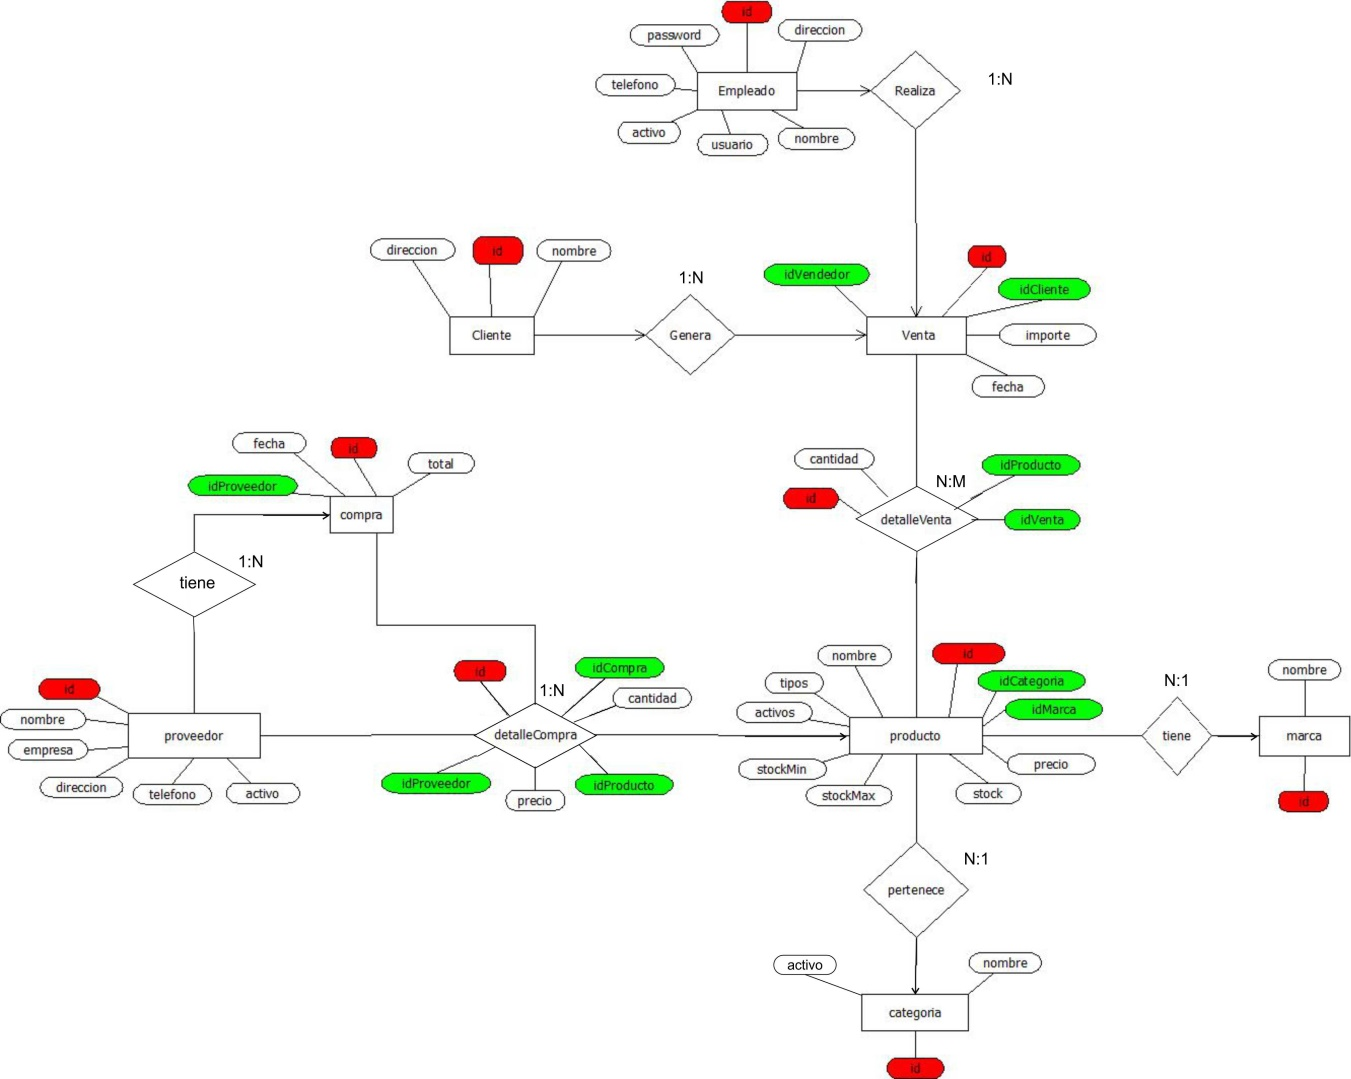 id
password
direccion
telefono
Empleado
Realiza
1:N
activo
usuario
nombre
direccion
id
nombre
1:N
idVendedor
id
idCliente
Cliente
Genera
Venta
importe
fecha
fecha
id
total
idProveedor
compra
cantidad
N:M
idProducto
id
detalleVenta
idVenta
1:N
tiene
id
nombre
empresa
direccion
telefono
activo
proveedor
id
idCompra
1:N
cantidad
detalleCompra
idProveedor
precio
idProducto
nombre
id
tipos
idCategoria
activos
idMarca
producto
stockMin
precio
stockMax
stock
N:1
tiene
nombre
marca
id
N:1
pertenece
activo
nombre
categoria
id